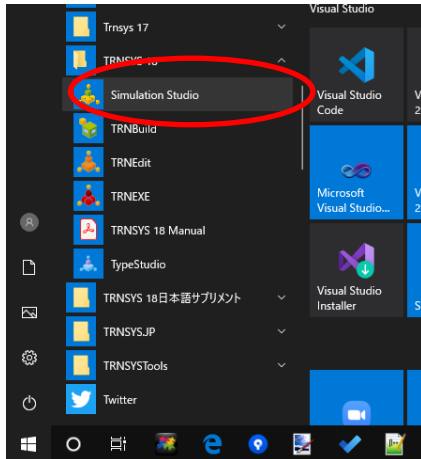 Visual Studio
Trnsys 17
TRNSYS 18
Simulation Studio
TRNBuild
TRNEdit
TRNEXE
TRNSYS 18 Manual
TypeStudio
TRNSYS 18日本語サプリメント
TRNSYS.JP
TRNSYSTools
Twitter
Visual Studio
Code
V
2
Microsoft
Visual Studio...
V
2
Visual Studio
Installer
S